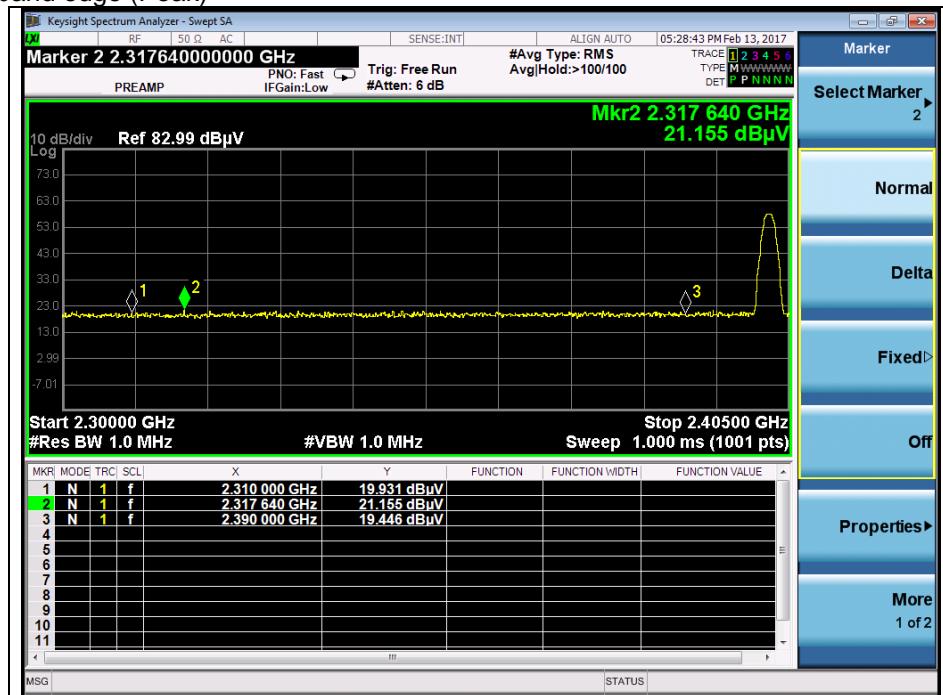 band edge (Peak)
Keysight Spectrum Analyzer - Swept SA
LXI RF 50 Ω AC SENSE:INT ALIGN AUTO 05:28:43 PM Feb 13, 2017
Marker 2 2.317640000000 GHz
PREAMP
PNO: Fast
IFGain:Low
Trig: Free Run
#Atten: 6 dB
#Avg Type: RMS
Avg|Hold:>100/100
TRACE 1 2 3 4 5 6
TYPE M WWWWW
DET P P N N N N
Mkr2 2.317 640 GHz
21.155 dBµV
10 dB/div Ref 82.99 dBµV
Log
73.0
63.0
53.0
43.0
33.0
23.0
13.0
2.99
-7.01
1
2
3
Start 2.30000 GHz Stop 2.40500 GHz
#Res BW 1.0 MHz #VBW 1.0 MHz Sweep 1.000 ms (1001 pts)
MKR MODE TRC SCL X Y FUNCTION FUNCTION WIDTH FUNCTION VALUE
1 N 1 f 2.310 000 GHz 19.931 dBµV
2 N 1 f 2.317 640 GHz 21.155 dBµV
3 N 1 f 2.390 000 GHz 19.446 dBµV
4
5
6
7
8
9
10
11
MSG STATUS
Marker
Select Marker
2
Normal
Delta
Fixed
Off
Properties
More
1 of 2